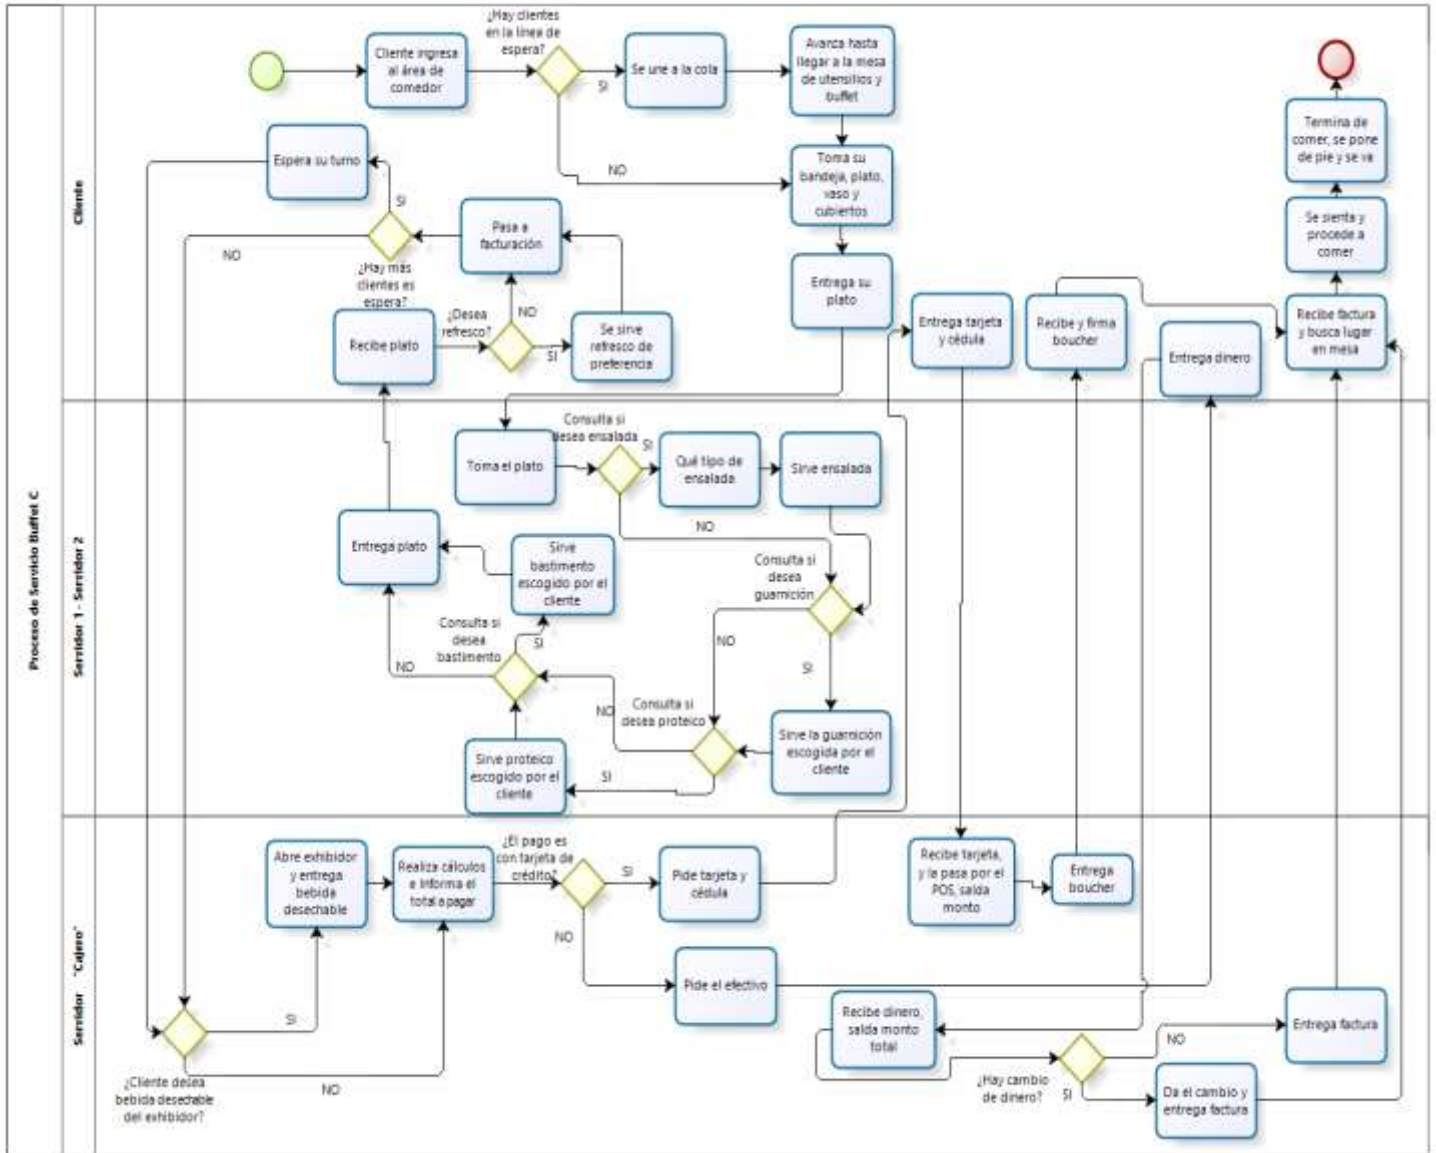 Proceso de Servicio Buffet C
Cliente
¿Hay clientes
en la línea de
espera?
Cliente ingresa
al área de
comedor
SI
Se une a la cola
Avanza hasta
llegar a la mesa
de utensilios y
buffet
NO
Toma su
bandeja, plato,
vaso y
cubiertos
Entrega su
plato
Espera su turno
SI
NO
¿Hay más
clientes es
espera?
Pasa a
facturación
Recibe plato
¿Desea
refresco?
NO
SI
Se sirve
refresco de
preferencia
Entrega tarjeta
y cédula
Recibe y firma
boucher
Entrega dinero
Recibe factura
y busca lugar
en mesa
Se sienta y
procede a
comer
Termina de
comer, se pone
de pie y se va
Serridor 1 - Serridor 2
Toma el plato
Consulta si
desea ensalada
SI
Qué tipo de
ensalada
Sirve ensalada
NO
Consulta si
desea
guarnición
NO
SI
Sirve la guarnición
escogida por el
cliente
Consulta si
desea proteico
NO
SI
Sirve proteico
escogido por el
cliente
Consulta si
desea
bastimento
SI
NO
Sirve
bastimento
escogido por el
cliente
Entrega plato
Serridor "Cajero"
Abre exhibidor
y entrega
bebida
desechable
Realiza cálculos
e informa el
total a pagar
¿El pago es
con tarjeta de
crédito?
SI
Pide tarjeta y
cédula
NO
Pide el efectivo
SI
NO
¿Cliente desea
bebida desechable
del exhibidor?
Recibe tarjeta,
y la pasa por el
POS, salda
monto
Entrega
boucher
Recibe dinero,
salda monto
total
¿Hay cambio
de dinero?
NO
SI
Entrega factura
Da el cambio y
entrega factura